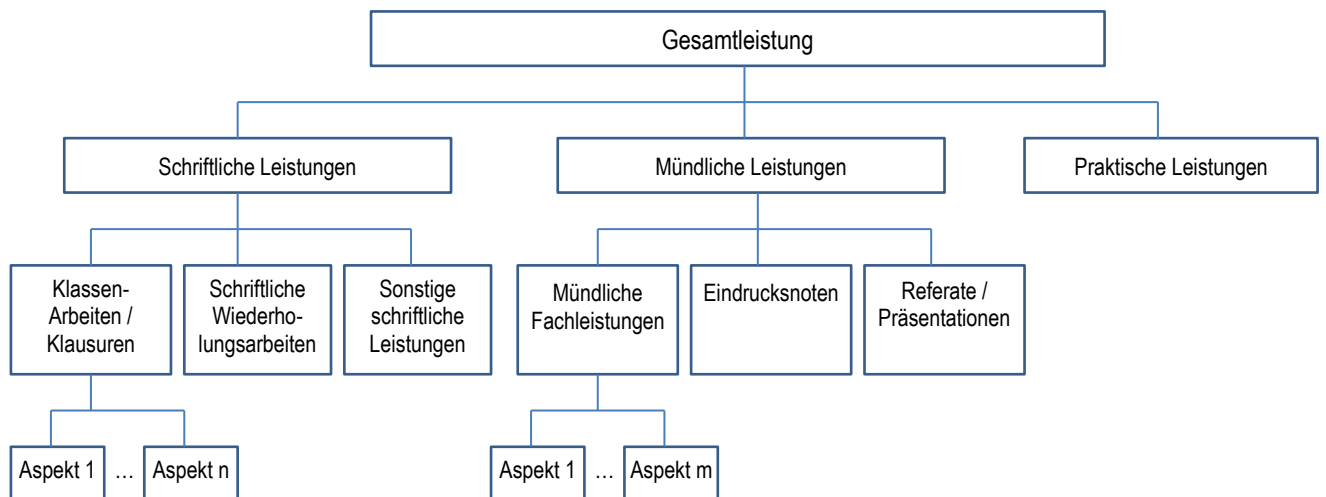 Gesamtleistung
Schriftliche Leistungen
Mündliche Leistungen
Praktische Leistungen
Klassen-
Arbeiten /
Klausuren
Schriftliche
Wiederho-
lungsarbeiten
Sonstige
schriftliche
Leistungen
Mündliche
Fachleistungen
Eindrucksnoten
Referate /
Präsentationen
Aspekt 1
…
Aspekt n
Aspekt 1
…
Aspekt m